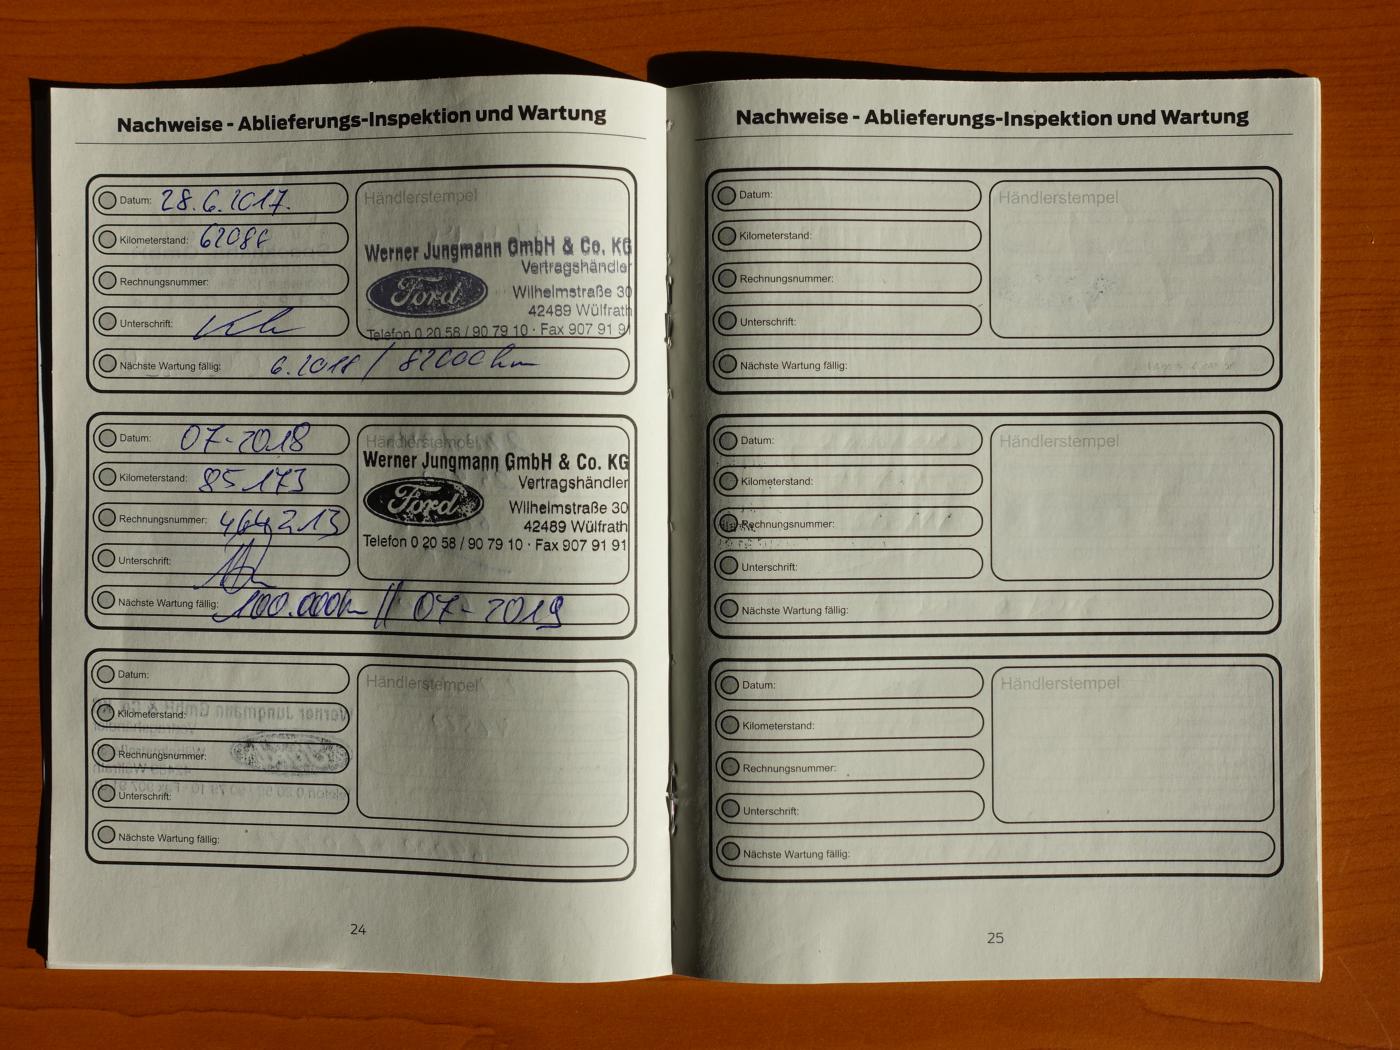 Nachweise - Ablieferungs-Inspektion und Wartung
Datum: 28.6.2017.
Kilometerstand: 62086
Rechnungsnummer:
Unterschrift:
Händlerstempel
Werner Jungmann GmbH & Co. KG
Vertragshändler
Ford
Wilhelmstraße 30
42489 Wülfrath
Telefon 0 20 58 / 90 79 10 · Fax 907 91 91
Nächste Wartung fällig: 6.2018 / 82000 km
Datum: 07-2018
Kilometerstand: 85 173
Rechnungsnummer:
Unterschrift:
Händlerstempel
Werner Jungmann GmbH & Co. KG
Vertragshändler
Ford
Wilhelmstraße 30
42489 Wülfrath
Telefon 0 20 58 / 90 79 10 · Fax 907 91 91
Nächste Wartung fällig: 100.000km // 07-2019
Datum:
Kilometerstand:
Rechnungsnummer:
Unterschrift:
Händlerstempel
Nächste Wartung fällig:
24
Nachweise - Ablieferungs-Inspektion und Wartung
Datum:
Kilometerstand:
Rechnungsnummer:
Unterschrift:
Händlerstempel
Nächste Wartung fällig:
Datum:
Kilometerstand:
Rechnungsnummer:
Unterschrift:
Händlerstempel
Nächste Wartung fällig:
Datum:
Kilometerstand:
Rechnungsnummer:
Unterschrift:
Händlerstempel
Nächste Wartung fällig:
25